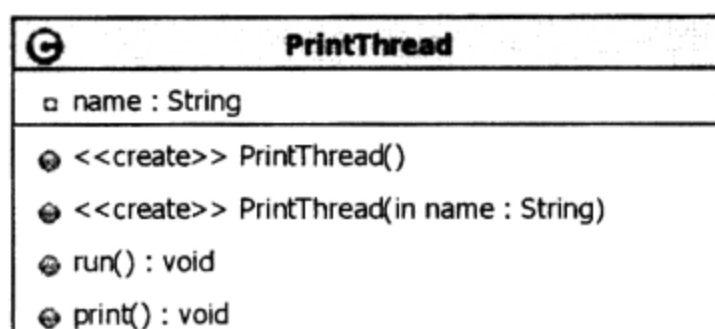 C PrintThread
name : String
<<create>> PrintThread()
<<create>> PrintThread(in name : String)
run() : void
print() : void